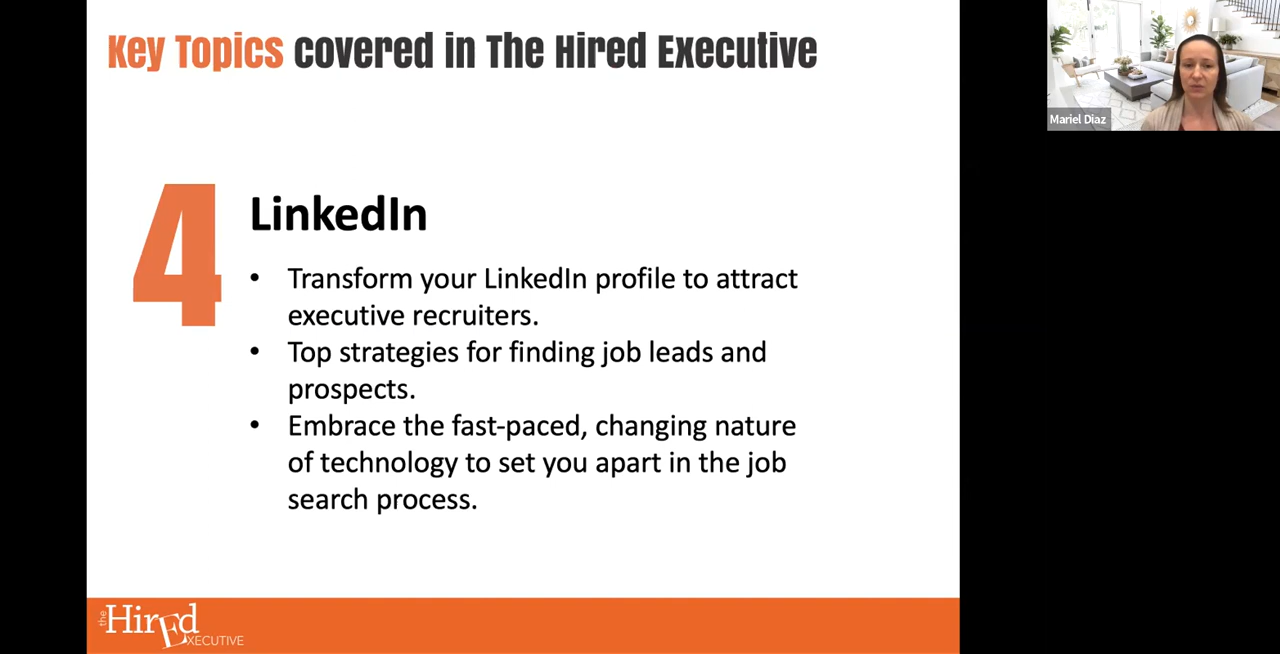 Key Topics covered in The Hired Executive
Mariel Diaz
4
LinkedIn
• Transform your LinkedIn profile to attract
executive recruiters.
• Top strategies for finding job leads and
prospects.
• Embrace the fast-paced, changing nature
of technology to set you apart in the job
search process.
the HirEd
EXECUTIVE